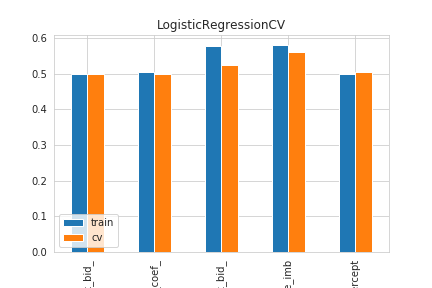 LogisticRegressionCV
0.6
0.5
0.4
0.3
0.2
0.1
0.0
train
cv
_bid_
coef_
_bid_
e_imb
ercept